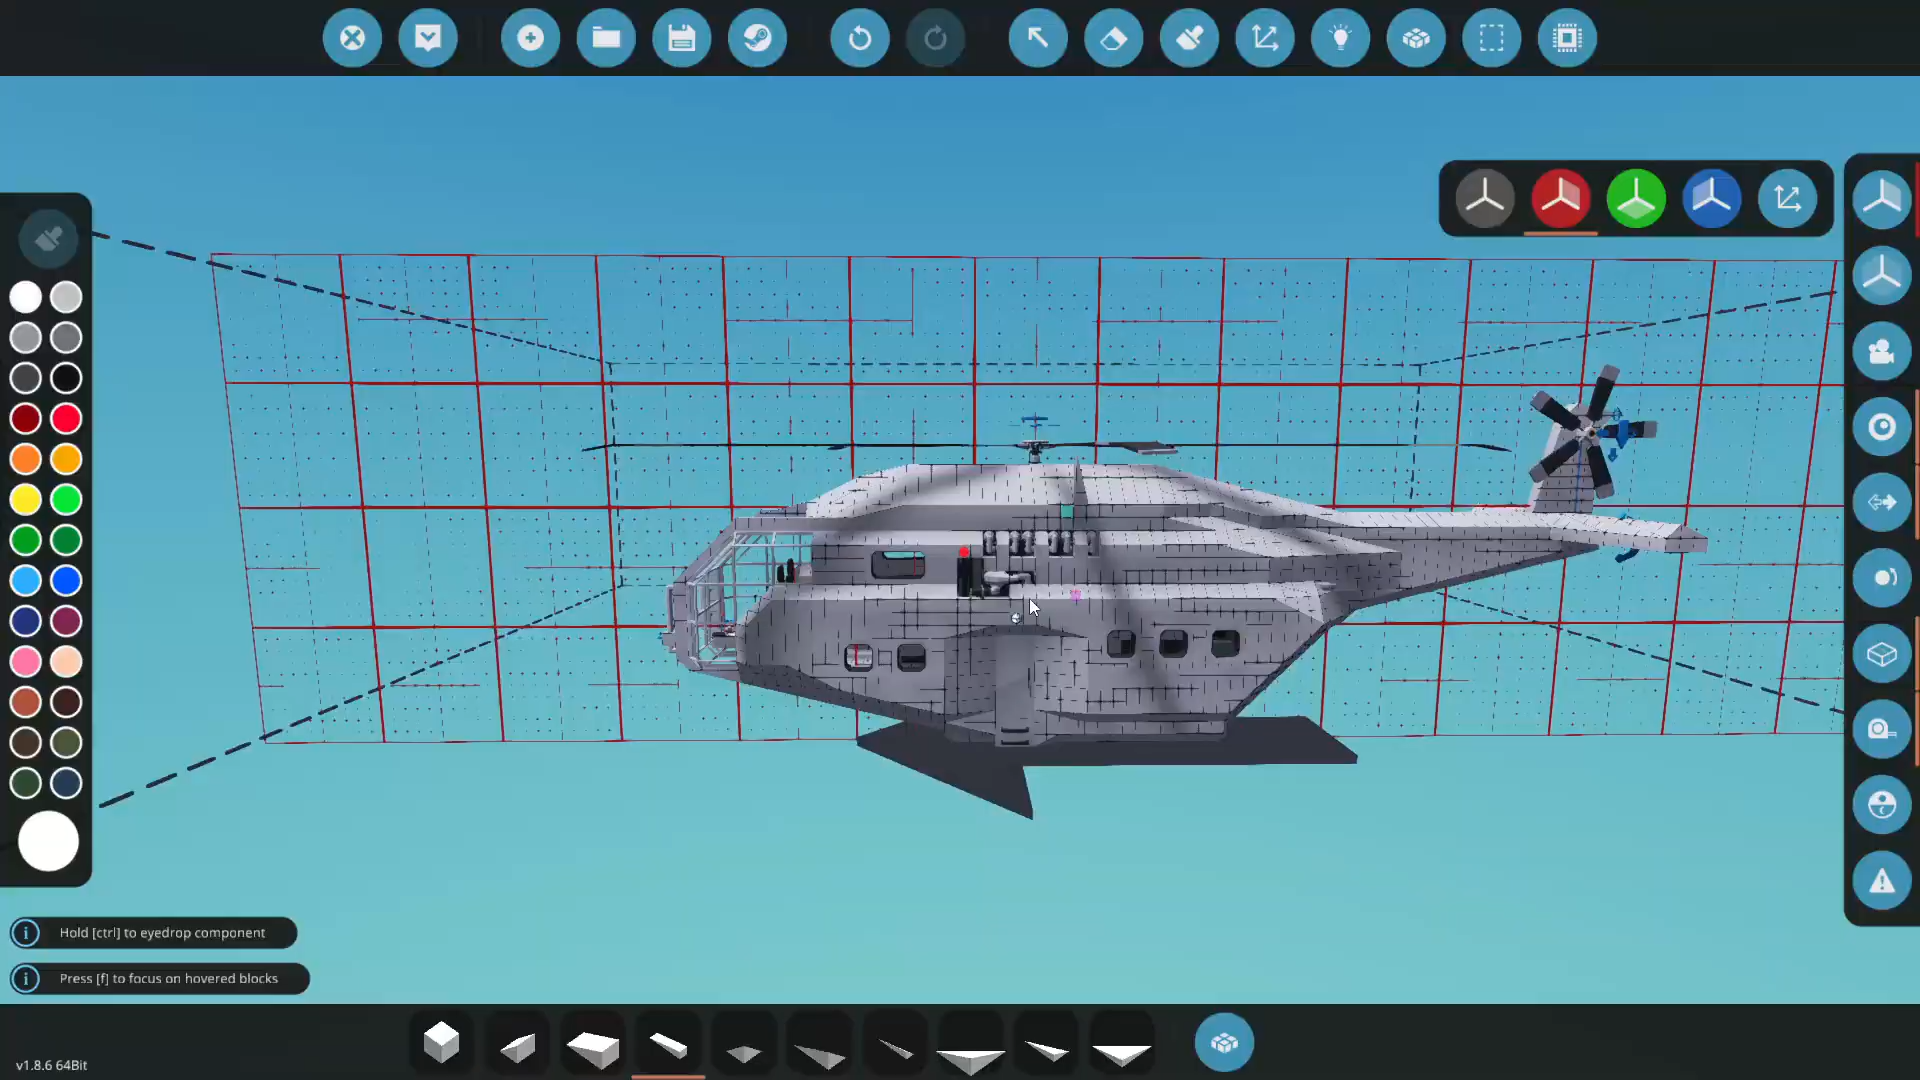 Hold [ctrl] to eyedrop component
Press [f] to focus on hovered blocks
v1.8.6 64Bit